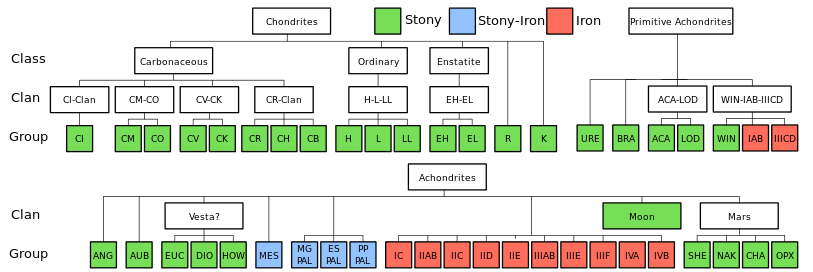 Chondrites
Stony
Stony-Iron
Iron
Primitive Achondrites
Class
Carbonaceous
Ordinary
Enstatite
Clan
CI-Clan
CM-CO
CV-CK
CR-Clan
H-L-LL
EH-EL
ACA-LOD
WIN-IAB-IIICD
Group
CI
CM
CO
CV
CK
CR
CH
CB
H
L
LL
EH
EL
R
K
URE
BRA
ACA
LOD
WIN
IAB
IIICD
Achondrites
Clan
Vesta?
Moon
Mars
Group
ANG
AUB
EUC
DIO
HOW
MES
MG
PAL
ES
PAL
PP
PAL
IC
IIAB
IIC
IID
IIE
IIIAB
IIIE
IIIF
IVA
IVB
SHE
NAK
CHA
OPX